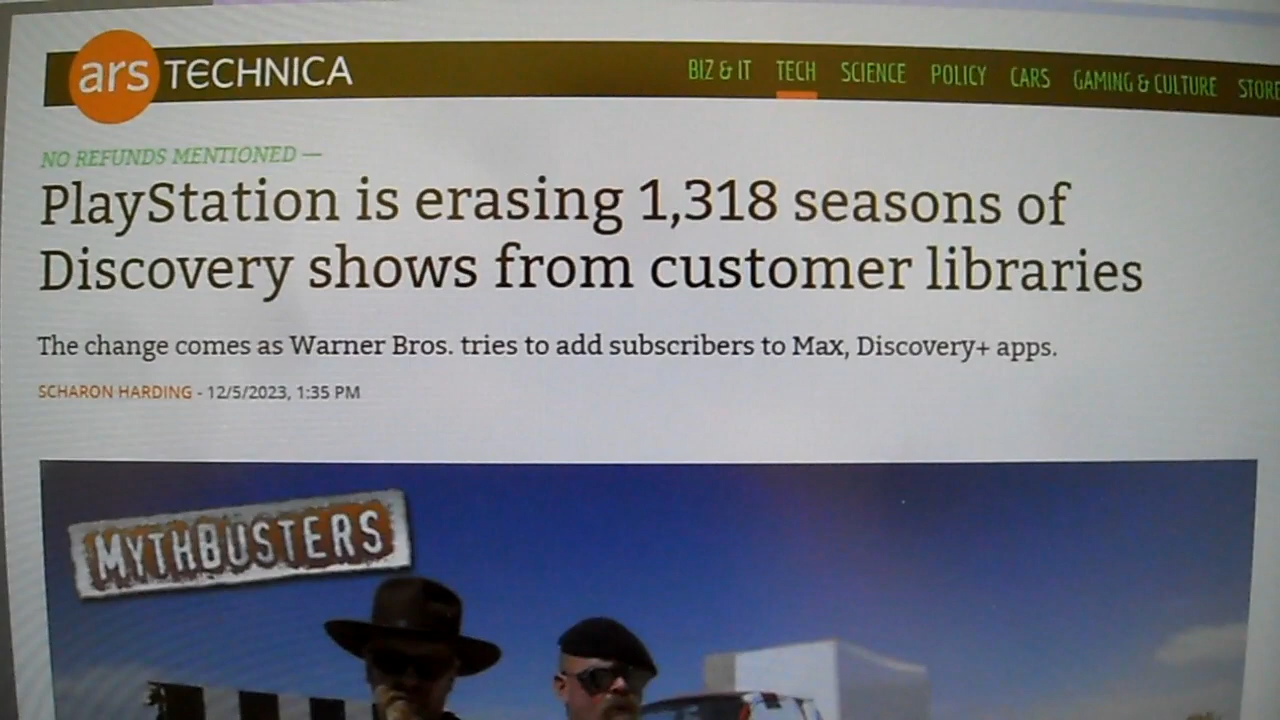 ars TECHNICA
BIZ & IT TECH SCIENCE POLICY CARS GAMING & CULTURE STORE
NO REFUNDS MENTIONED —
PlayStation is erasing 1,318 seasons of
Discovery shows from customer libraries
The change comes as Warner Bros. tries to add subscribers to Max, Discovery+ apps.
SCHARON HARDING - 12/5/2023, 1:35 PM
MYTHBUSTERS